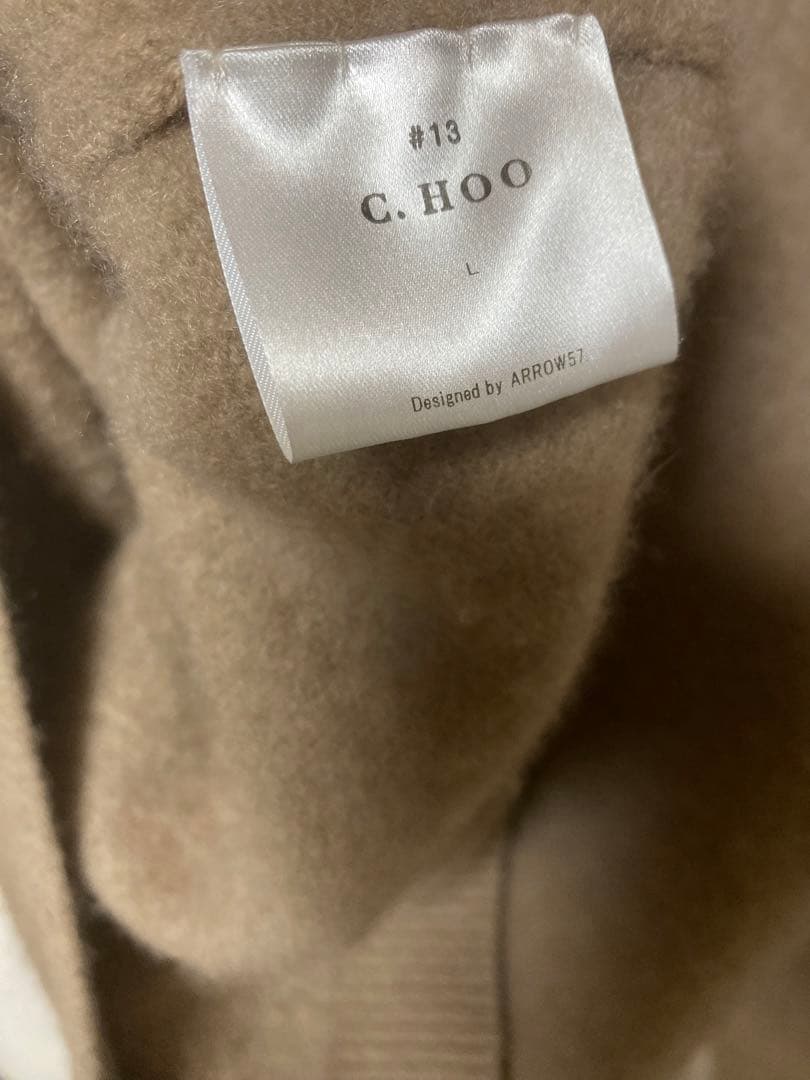 #13
C. HOO
L
Designed by ARROW57